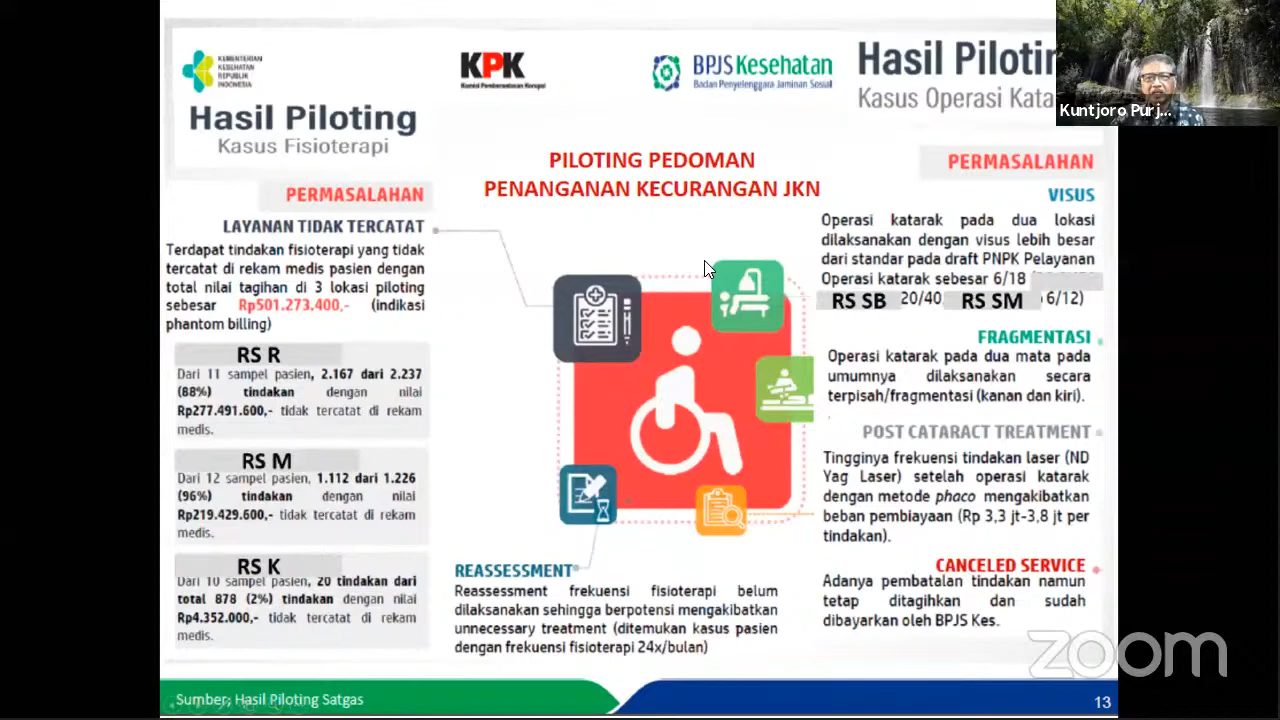 KEMENTERIAN
KESEHATAN
REPUBLIK
INDONESIA
Hasil Piloting
Kasus Fisioterapi
KPK
Komisi Pemberantasan Korupsi
BPJS Kesehatan
Badan Penyelenggara Jaminan Sosial
Hasil Piloting
Kasus Operasi Kata
Kuntjoro Purj...
PILOTING PEDOMAN
PENANGANAN KECURANGAN JKN
PERMASALAHAN
LAYANAN TIDAK TERCATAT
Terdapat tindakan fisioterapi yang tidak
tercatat di rekam medis pasien dengan
total nilai tagihan di 3 lokasi piloting
sebesar Rp501.273.400,- (indikasi
phantom billing)
RS R
Dari 11 sampel pasien, 2.167 dari 2.237
(88%) tindakan dengan nilai
Rp277.491.600,- tidak tercatat di rekam
medis.
RS M
Dari 12 sampel pasien, 1.112 dari 1.226
(96%) tindakan dengan nilai
Rp219.429.600,- tidak tercatat di rekam
medis.
RS K
Dari 10 sampel pasien, 20 tindakan dari
total 878 (2%) tindakan dengan nilai
Rp4.352.000,- tidak tercatat di rekam
medis.
REASSESSMENT
Reassessment frekuensi fisioterapi belum
dilaksanakan sehingga berpotensi mengakibatkan
unnecessary treatment (ditemukan kasus pasien
dengan frekuensi fisioterapi 24x/bulan)
PERMASALAHAN
VISUS
Operasi katarak pada dua lokasi
dilaksanakan dengan visus lebih besar
dari standar pada draft PNPK Pelayanan
Operasi katarak sebesar 6/18
RS SB 20/40, RS SM 6/12)
FRAGMENTASI
Operasi katarak pada dua mata pada
umumnya dilaksanakan secara
terpisah/fragmentasi (kanan dan kiri).
POST CATARACT TREATMENT
Tingginya frekuensi tindakan laser (ND
Yag Laser) setelah operasi katarak
dengan metode phaco mengakibatkan
beban pembiayaan (Rp 3,3 jt-3,8 jt per
tindakan).
CANCELED SERVICE
Adanya pembatalan tindakan namun
tetap ditagihkan dan sudah
dibayarkan oleh BPJS Kes.
zoom
Sumber: Hasil Piloting Satgas
13